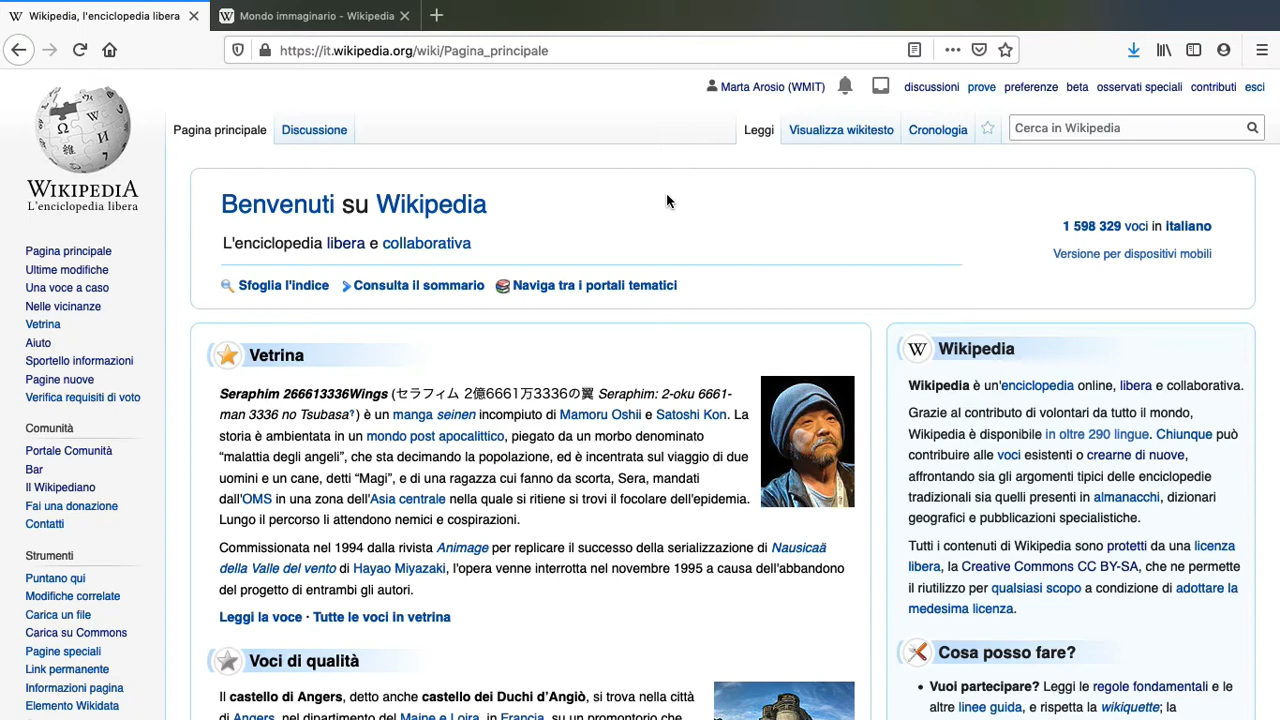 Wikipedia, l'enciclopedia libera
Mondo immaginario - Wikipedia
https://it.wikipedia.org/wiki/Pagina_principale
Marta Arosio (WMIT)
discussioni
prove
preferenze
beta
osservati speciali
contributi
esci
Pagina principale
Discussione
Leggi
Visualizza wikitesto
Cronologia
Cerca in Wikipedia
WIKIPEDIA
L'enciclopedia libera
Pagina principale
Ultime modifiche
Una voce a caso
Nelle vicinanze
Vetrina
Aiuto
Sportello informazioni
Pagine nuove
Verifica requisiti di voto
Comunità
Portale Comunità
Bar
Il Wikipediano
Fai una donazione
Contatti
Strumenti
Puntano qui
Modifiche correlate
Carica un file
Carica su Commons
Pagine speciali
Link permanente
Informazioni pagina
Elemento Wikidata
Benvenuti su Wikipedia
L'enciclopedia libera e collaborativa
1 598 329 voci in italiano
Versione per dispositivi mobili
Sfoglia l'indice
Consulta il sommario
Naviga tra i portali tematici
Vetrina
Seraphim 266613336Wings (セラフィム 2億6661万3336の翼 Seraphim: 2-oku 6661-
man 3336 no Tsubasa?) è un manga seinen incompiuto di Mamoru Oshii e Satoshi Kon. La
storia è ambientata in un mondo post apocalittico, piegato da un morbo denominato
“malattia degli angeli”, che sta decimando la popolazione, ed è incentrata sul viaggio di due
uomini e un cane, detti “Magi”, e di una ragazza cui fanno da scorta, Sera, mandati
dall'OMS in una zona dell'Asia centrale nella quale si ritiene si trovi il focolare dell'epidemia.
Lungo il percorso li attendono nemici e cospirazioni.
Commissionata nel 1994 dalla rivista Animage per replicare il successo della serializzazione di Nausicaä
della Valle del vento di Hayao Miyazaki, l'opera venne interrotta nel novembre 1995 a causa dell'abbandono
del progetto di entrambi gli autori.
Leggi la voce · Tutte le voci in vetrina
Voci di qualità
Il castello di Angers, detto anche castello dei Duchi d'Angiò, si trova nella città
di Angers, nel dipartimento del Maine e Loira, in Francia, su un promontorio che
Wikipedia
Wikipedia è un'enciclopedia online, libera e collaborativa.
Grazie al contributo di volontari da tutto il mondo,
Wikipedia è disponibile in oltre 290 lingue. Chiunque può
contribuire alle voci esistenti o crearne di nuove,
affrontando sia gli argomenti tipici delle enciclopedie
tradizionali sia quelli presenti in almanacchi, dizionari
geografici e pubblicazioni specialistiche.
Tutti i contenuti di Wikipedia sono protetti da una licenza
libera, la Creative Commons CC BY-SA, che ne permette
il riutilizzo per qualsiasi scopo a condizione di adottare la
medesima licenza.
Cosa posso fare?
• Vuoi partecipare? Leggi le regole fondamentali e le
altre linee guida, e rispetta la wikiquette; la